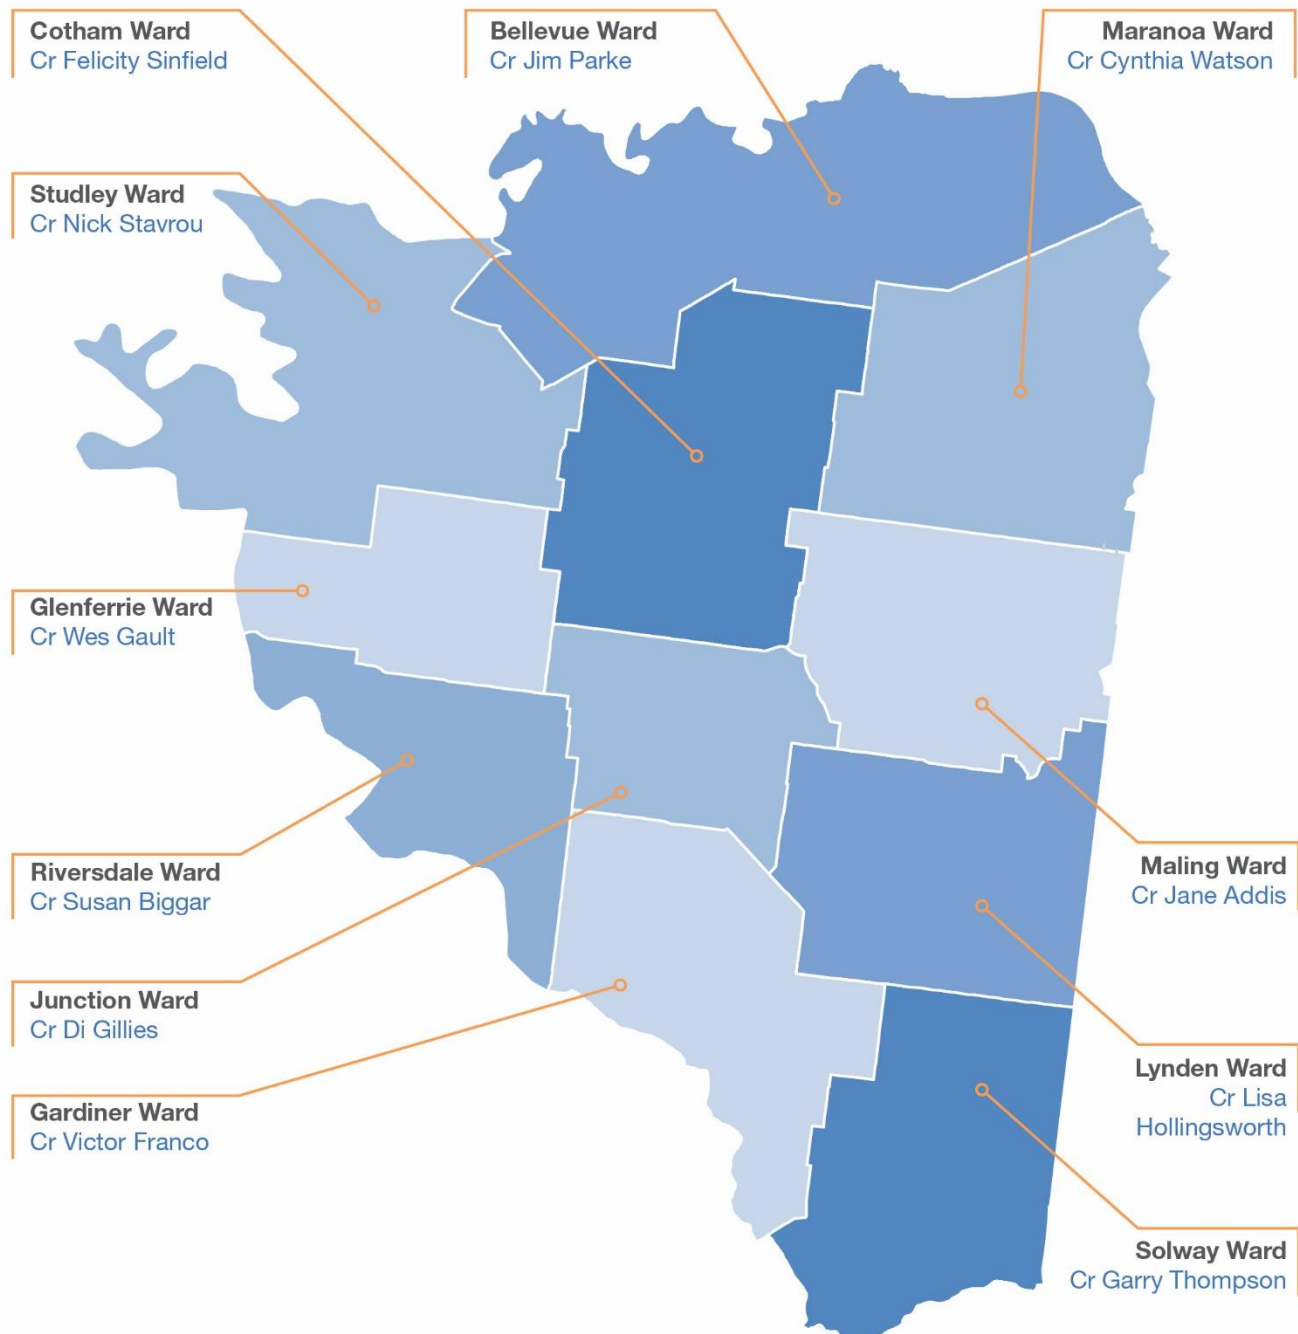 Cotham Ward
Cr Felicity Sinfield
Bellevue Ward
Cr Jim Parke
Maranoa Ward
Cr Cynthia Watson
Studley Ward
Cr Nick Stavrou
Glenferrie Ward
Cr Wes Gault
Riversdale Ward
Cr Susan Biggar
Maling Ward
Cr Jane Addis
Junction Ward
Cr Di Gillies
Lynden Ward
Cr Lisa
Hollingsworth
Gardiner Ward
Cr Victor Franco
Solway Ward
Cr Garry Thompson